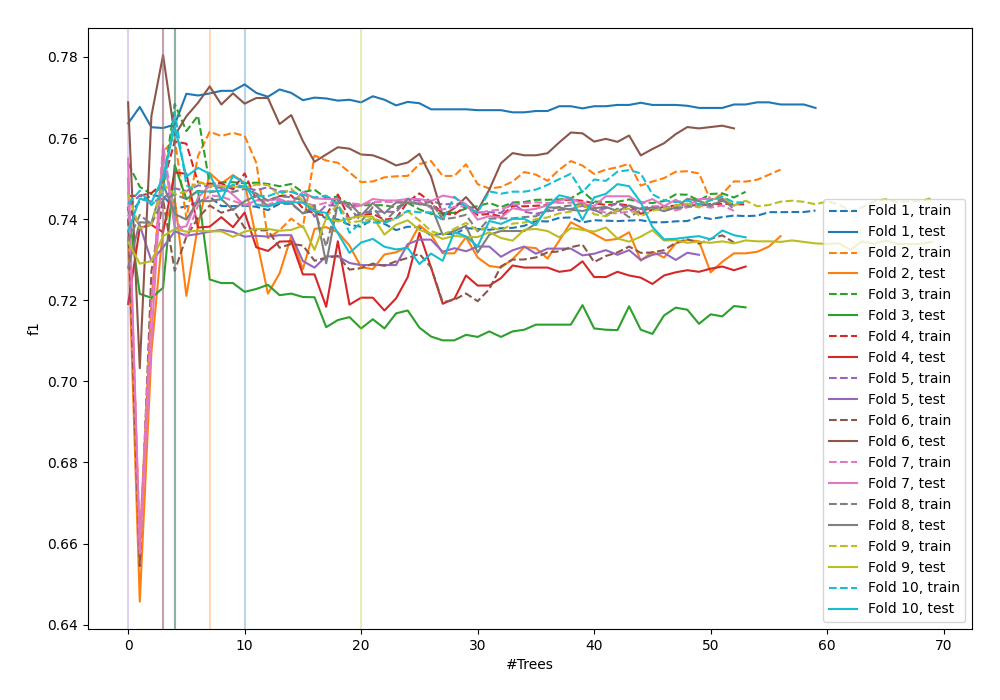 0.78
0.76
0.74
0.72
0.70
0.68
0.66
0.64
f1
0
10
20
30
40
50
60
70
#Trees
Fold 1, train
Fold 1, test
Fold 2, train
Fold 2, test
Fold 3, train
Fold 3, test
Fold 4, train
Fold 4, test
Fold 5, train
Fold 5, test
Fold 6, train
Fold 6, test
Fold 7, train
Fold 7, test
Fold 8, train
Fold 8, test
Fold 9, train
Fold 9, test
Fold 10, train
Fold 10, test